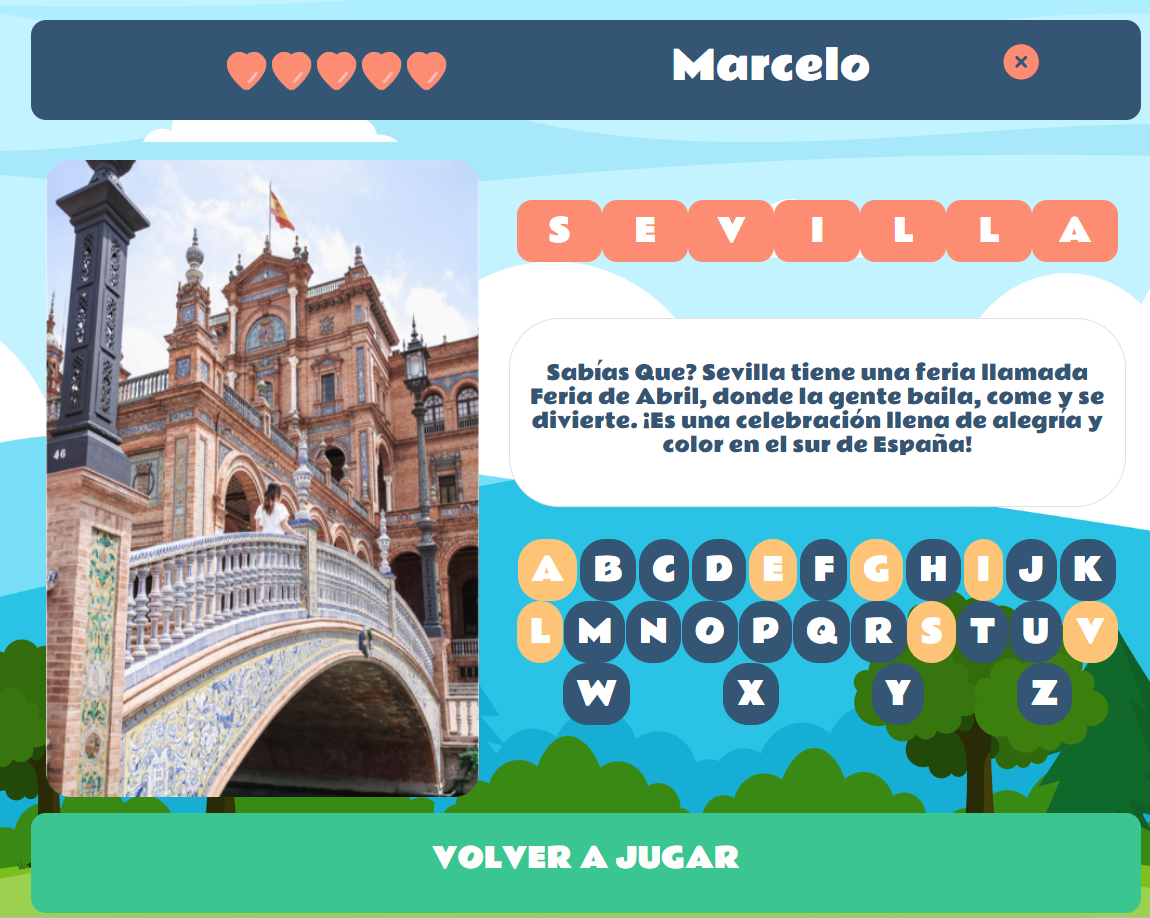 Marcelo
S E V I L L A
Sabías Que? Sevilla tiene una feria llamada
Feria de Abril, donde la gente baila, come y se
divierte. ¡Es una celebración llena de alegría y
color en el sur de España!
46
A B C D E F G H I J K
L M N O P Q R S T U V
W X Y Z
VOLVER A JUGAR